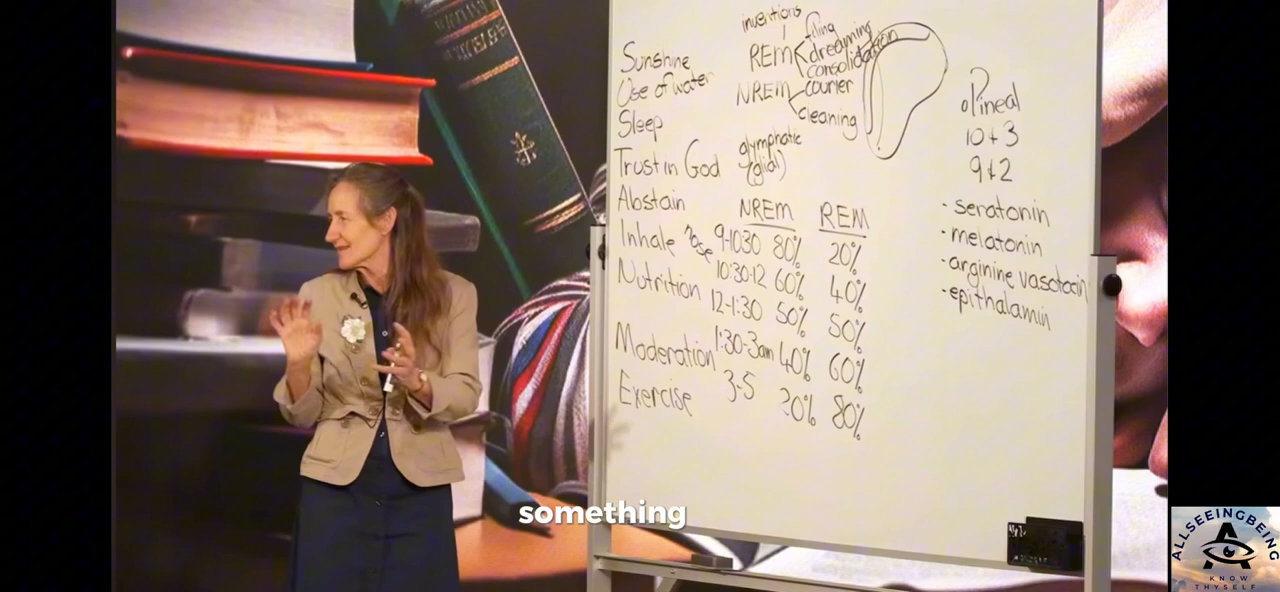 inventions
filing
REM dreaming
consolidation
NREM courier
cleaning
glymphatic
(glial)
Sunshine
Use of water
Sleep
Trust in God
Abstain
Inhale
Nutrition
Moderation
Exercise
NREM REM
9-10:30 80% 20%
10:30-12 60% 40%
12-1:30 50% 50%
1:30-3am 40% 60%
3-5 20% 80%
Pineal
10 + 3
9 + 2
- seratonin
- melatonin
- arginine vasotocin
- epithalamin
something
ALLSEEINGBEING
KNOW
THYSELF